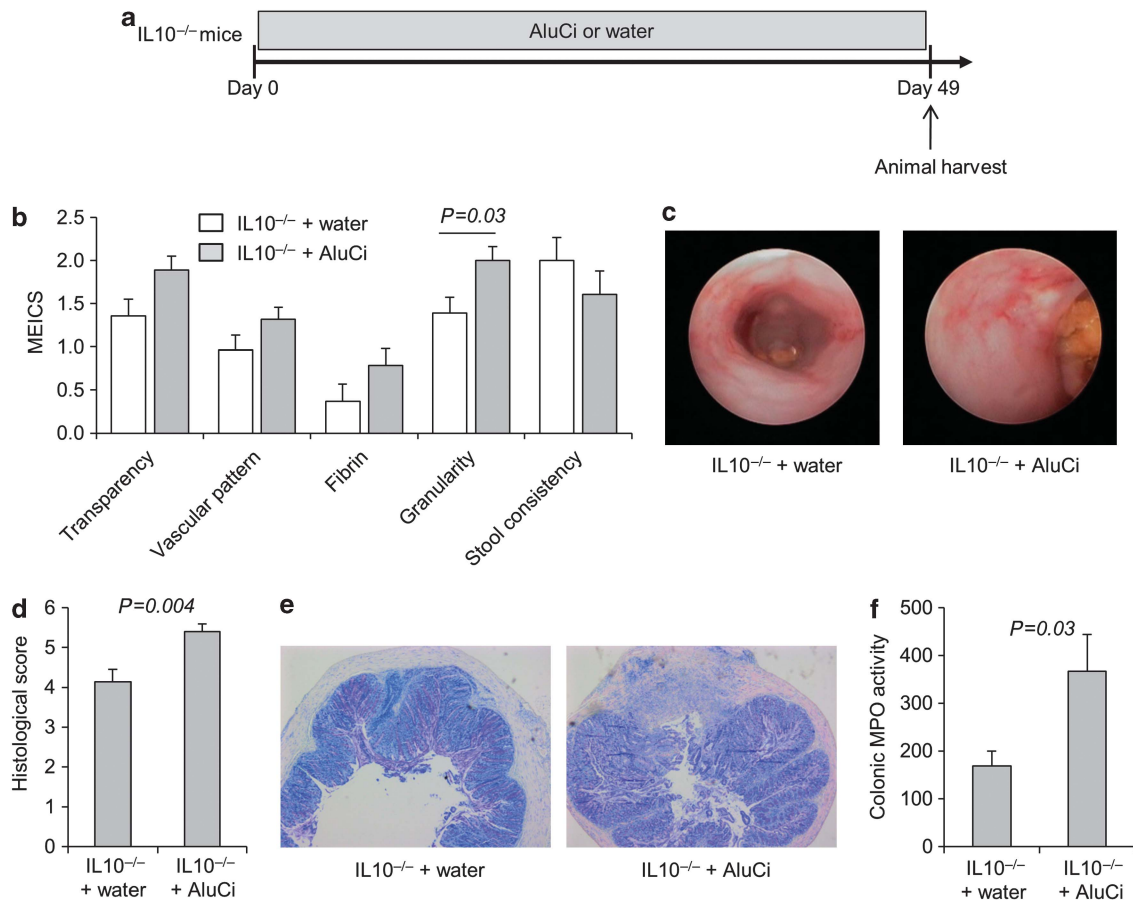 a
IL10⁻/⁻ mice
AluCi or water
Day 0
Day 49
Animal harvest
b
2.5
2.0
1.5
1.0
0.5
0.0
MEICS
IL10⁻/⁻ + water
IL10⁻/⁻ + AluCi
P=0.03
Transparency
Vascular pattern
Fibrin
Granularity
Stool consistency
c
IL10⁻/⁻ + water
IL10⁻/⁻ + AluCi
d
6
5
4
3
2
1
0
Histological score
P=0.004
IL10⁻/⁻
+ water
IL10⁻/⁻
+ AluCi
e
IL10⁻/⁻ + water
IL10⁻/⁻ + AluCi
f
500
400
300
200
100
0
Colonic MPO activity
P=0.03
IL10⁻/⁻
+ water
IL10⁻/⁻
+ AluCi